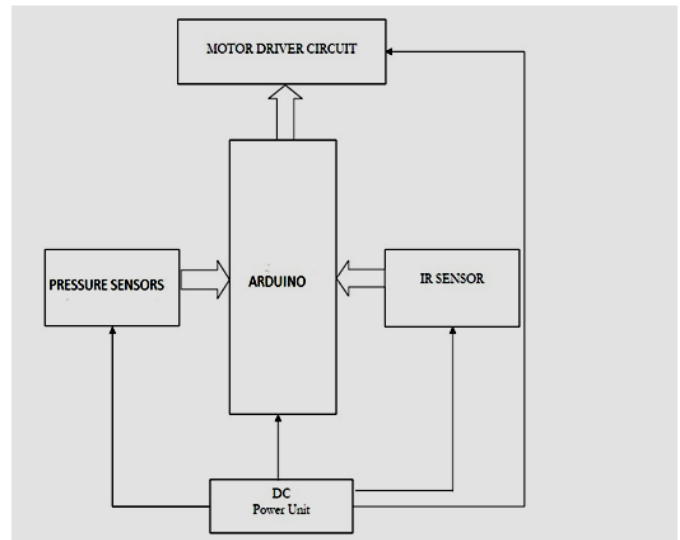 MOTOR DRIVER CIRCUIT
PRESSURE SENSORS
ARDUINO
IR SENSOR
DC
Power Unit